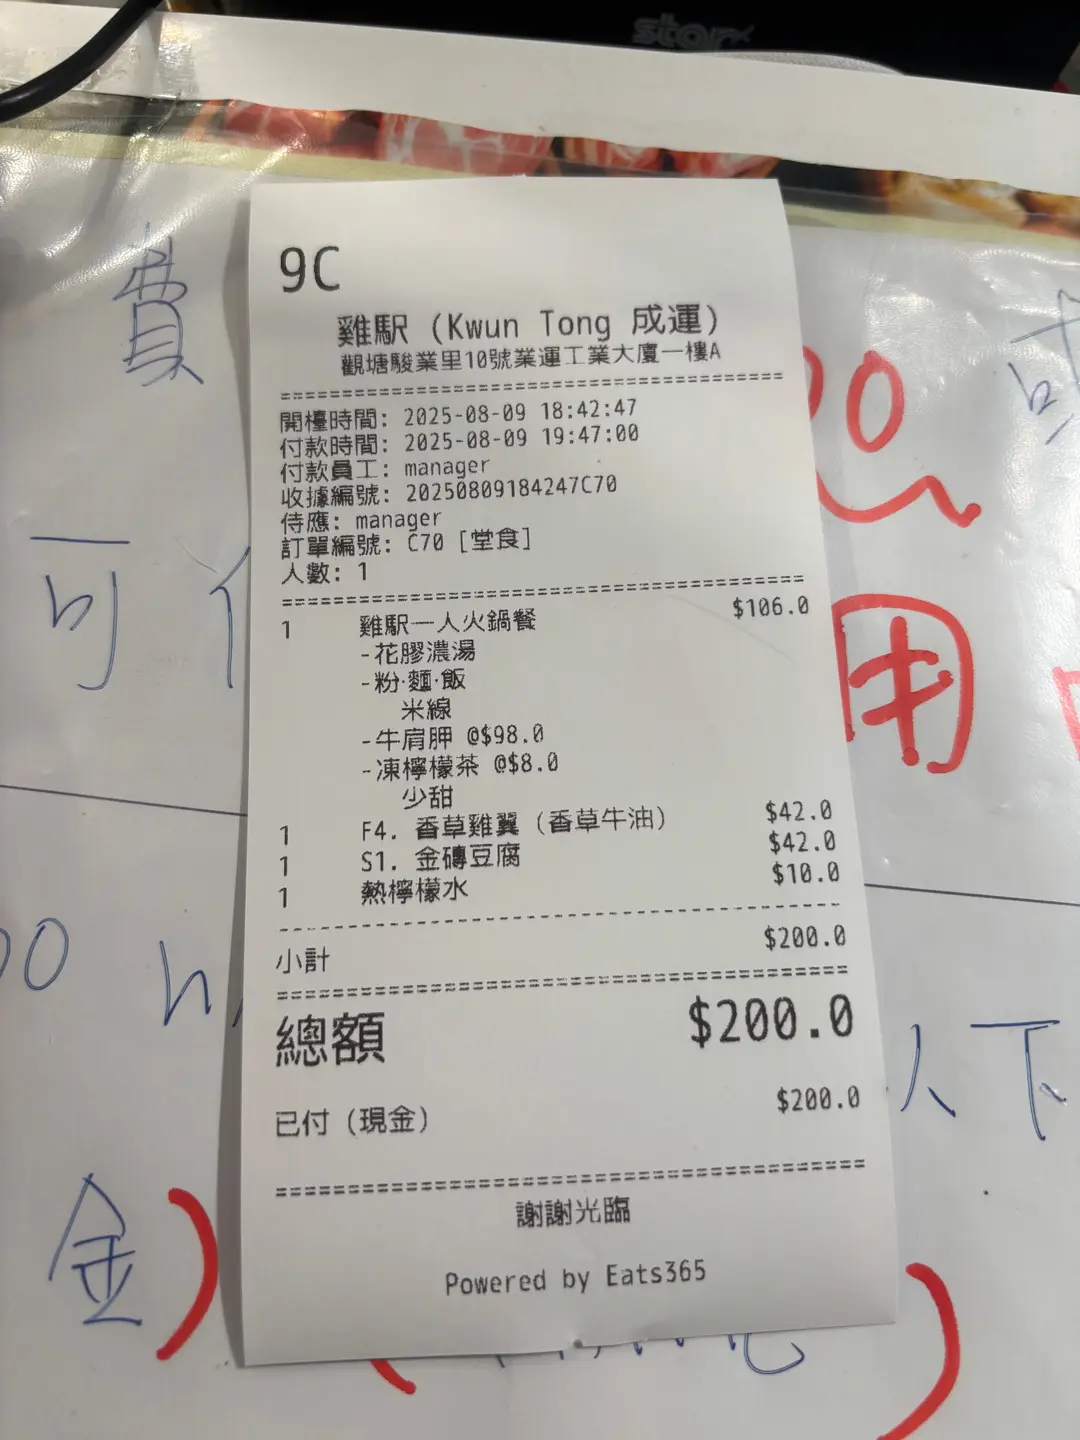 star
9C
雞駅 (Kwun Tong 成運)
觀塘駿業里10號業運工業大廈一樓A
開檯時間: 2025-08-09 18:42:47
付款時間: 2025-08-09 19:47:00
付款員工: manager
收據編號: 20250809184247C70
侍應: manager
訂單編號: C70 [堂食]
人數: 1
1 雞駅一人火鍋餐 $106.0
-花膠濃湯
-粉·麵·飯
米線
-牛肩胛 @$98.0
-凍檸檬茶 @$8.0
少甜
1 F4. 香草雞翼 (香草牛油) $42.0
1 S1. 金磚豆腐 $42.0
1 熱檸檬水 $10.0
小計 $200.0
總額 $200.0
已付 (現金) $200.0
謝謝光臨
Powered by Eats365
費
可
用
人下
金)